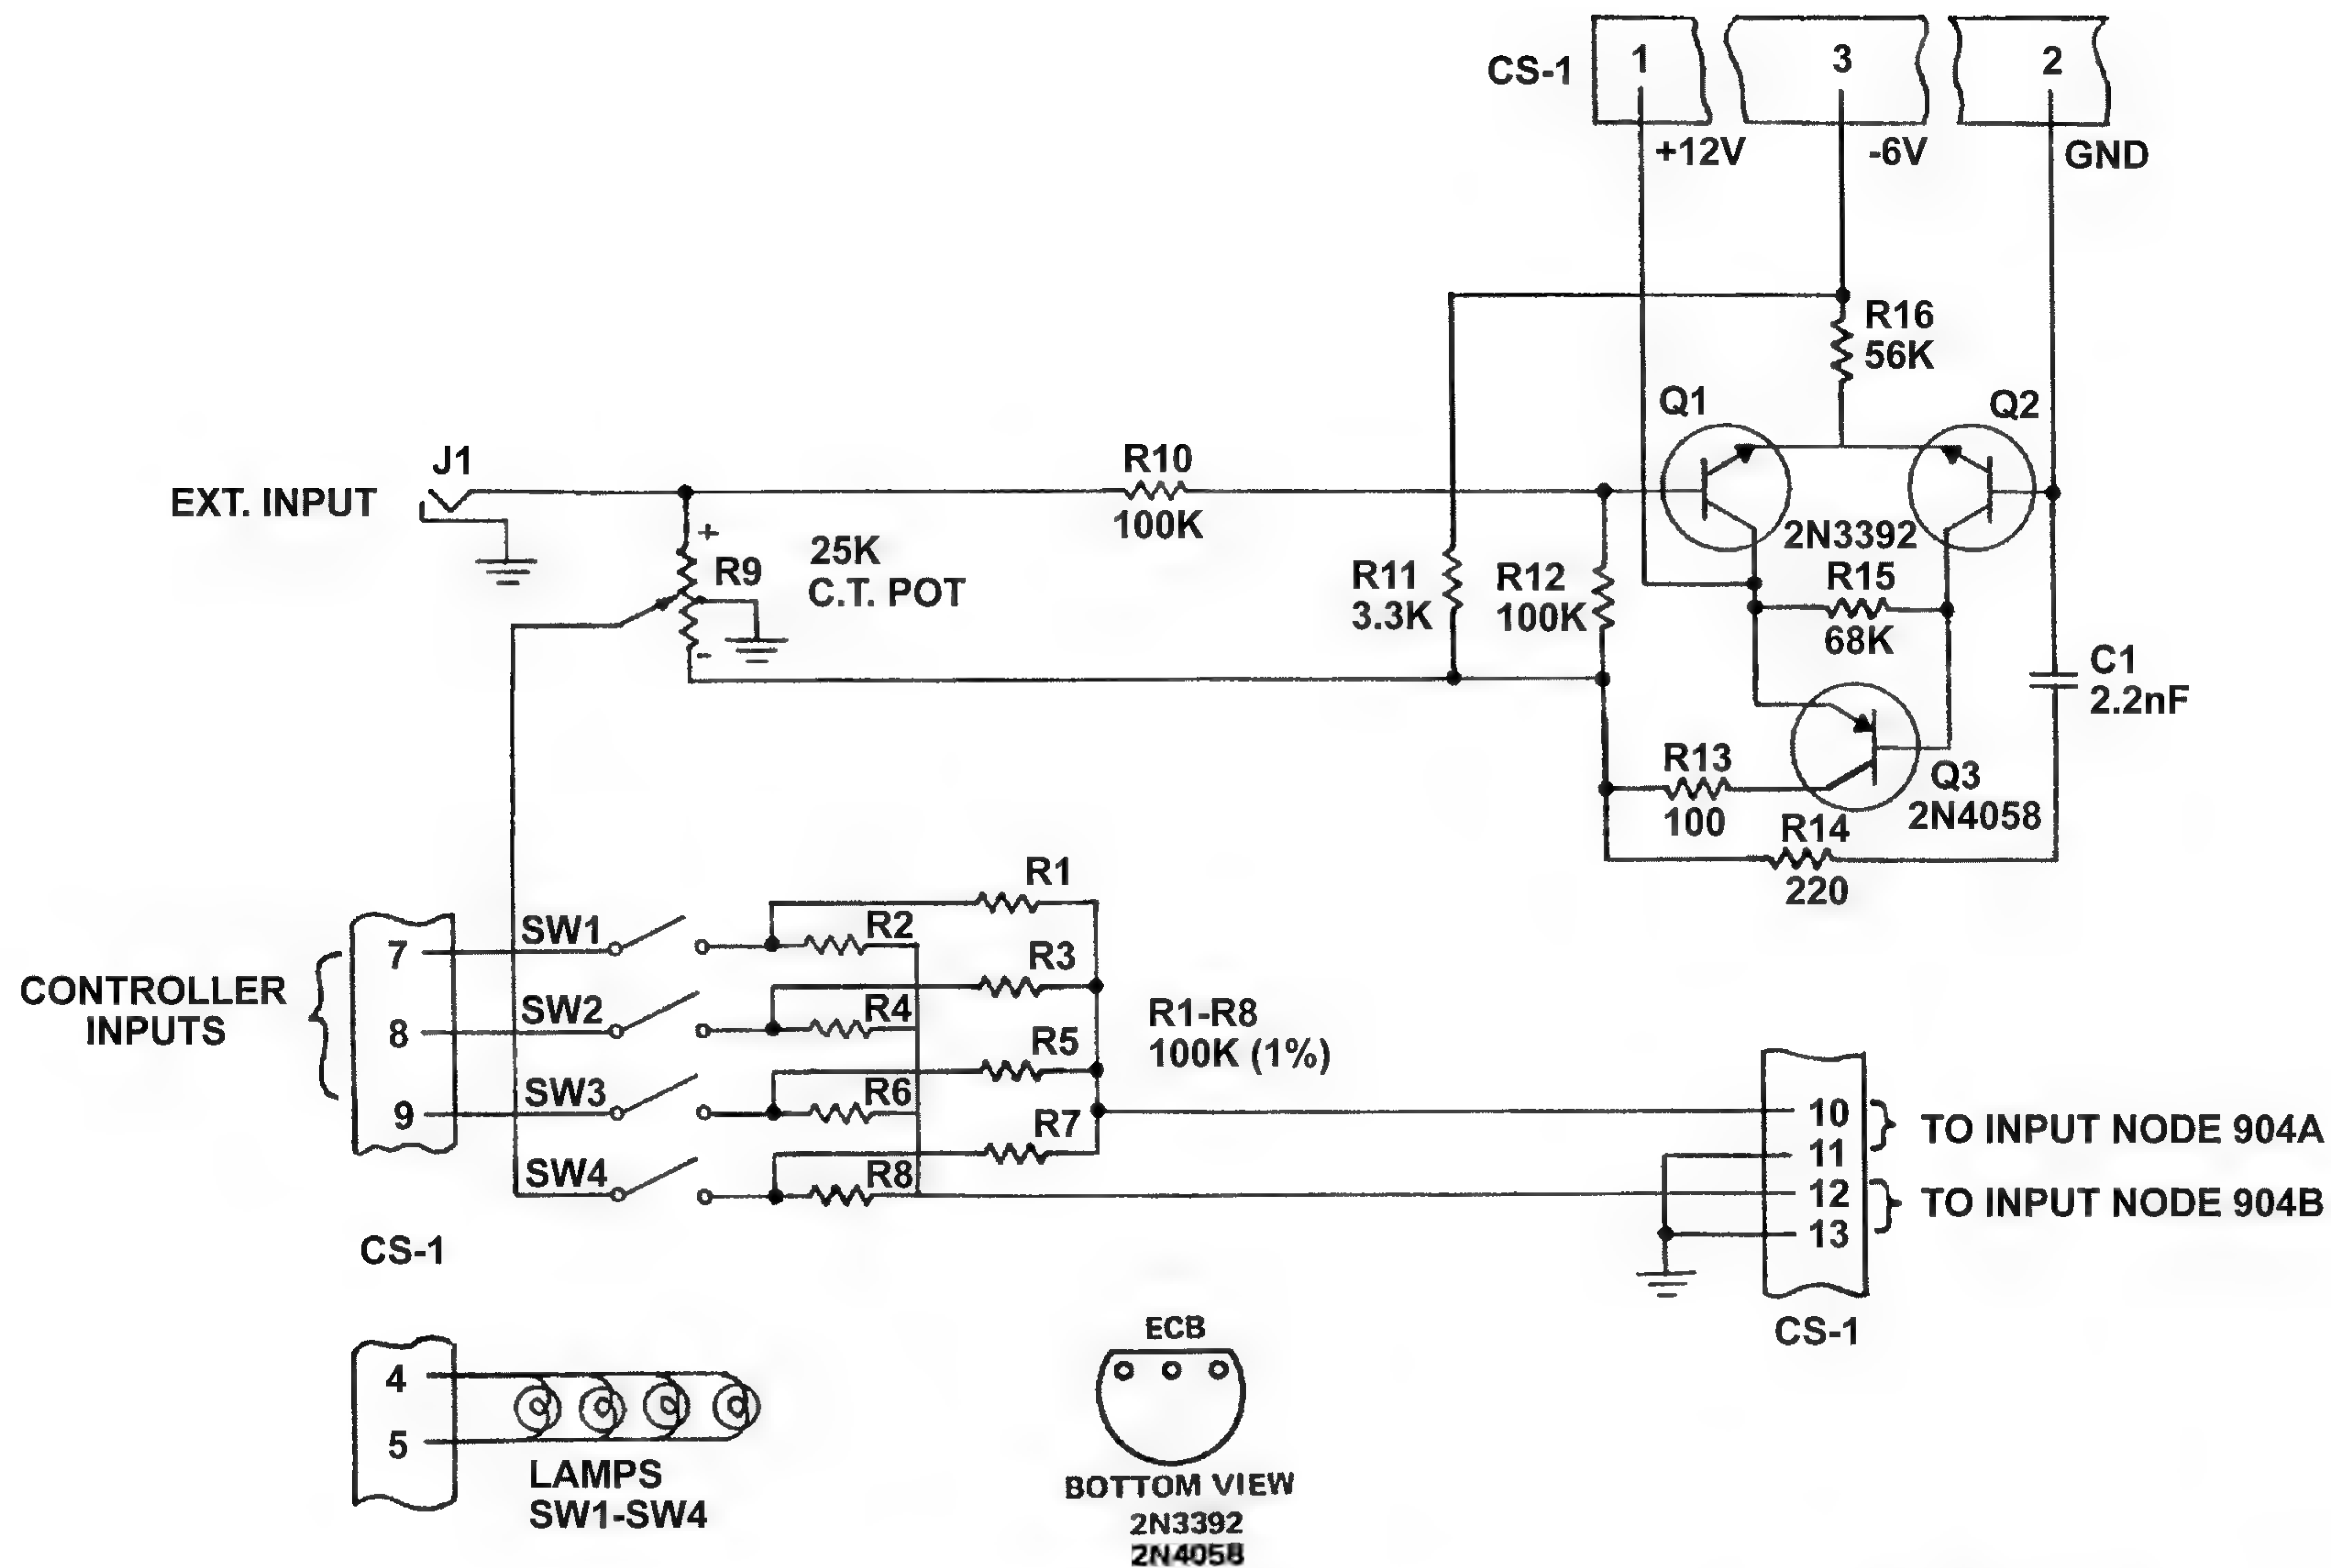 CS-1
1
3
2
+12V
-6V
GND
R16
56K
Q1
Q2
J1
EXT. INPUT
R10
100K
+
R9
25K
C.T. POT
-
R11
3.3K
R12
100K
2N3392
R15
68K
C1
2.2nF
R13
100
Q3
2N4058
R14
220
CONTROLLER
INPUTS
7
8
9
SW1
SW2
SW3
SW4
R1
R2
R3
R4
R5
R6
R7
R8
R1-R8
100K (1%)
10
11
12
13
TO INPUT NODE 904A
TO INPUT NODE 904B
CS-1
CS-1
4
5
LAMPS
SW1-SW4
ECB
BOTTOM VIEW
2N3392
2N4058